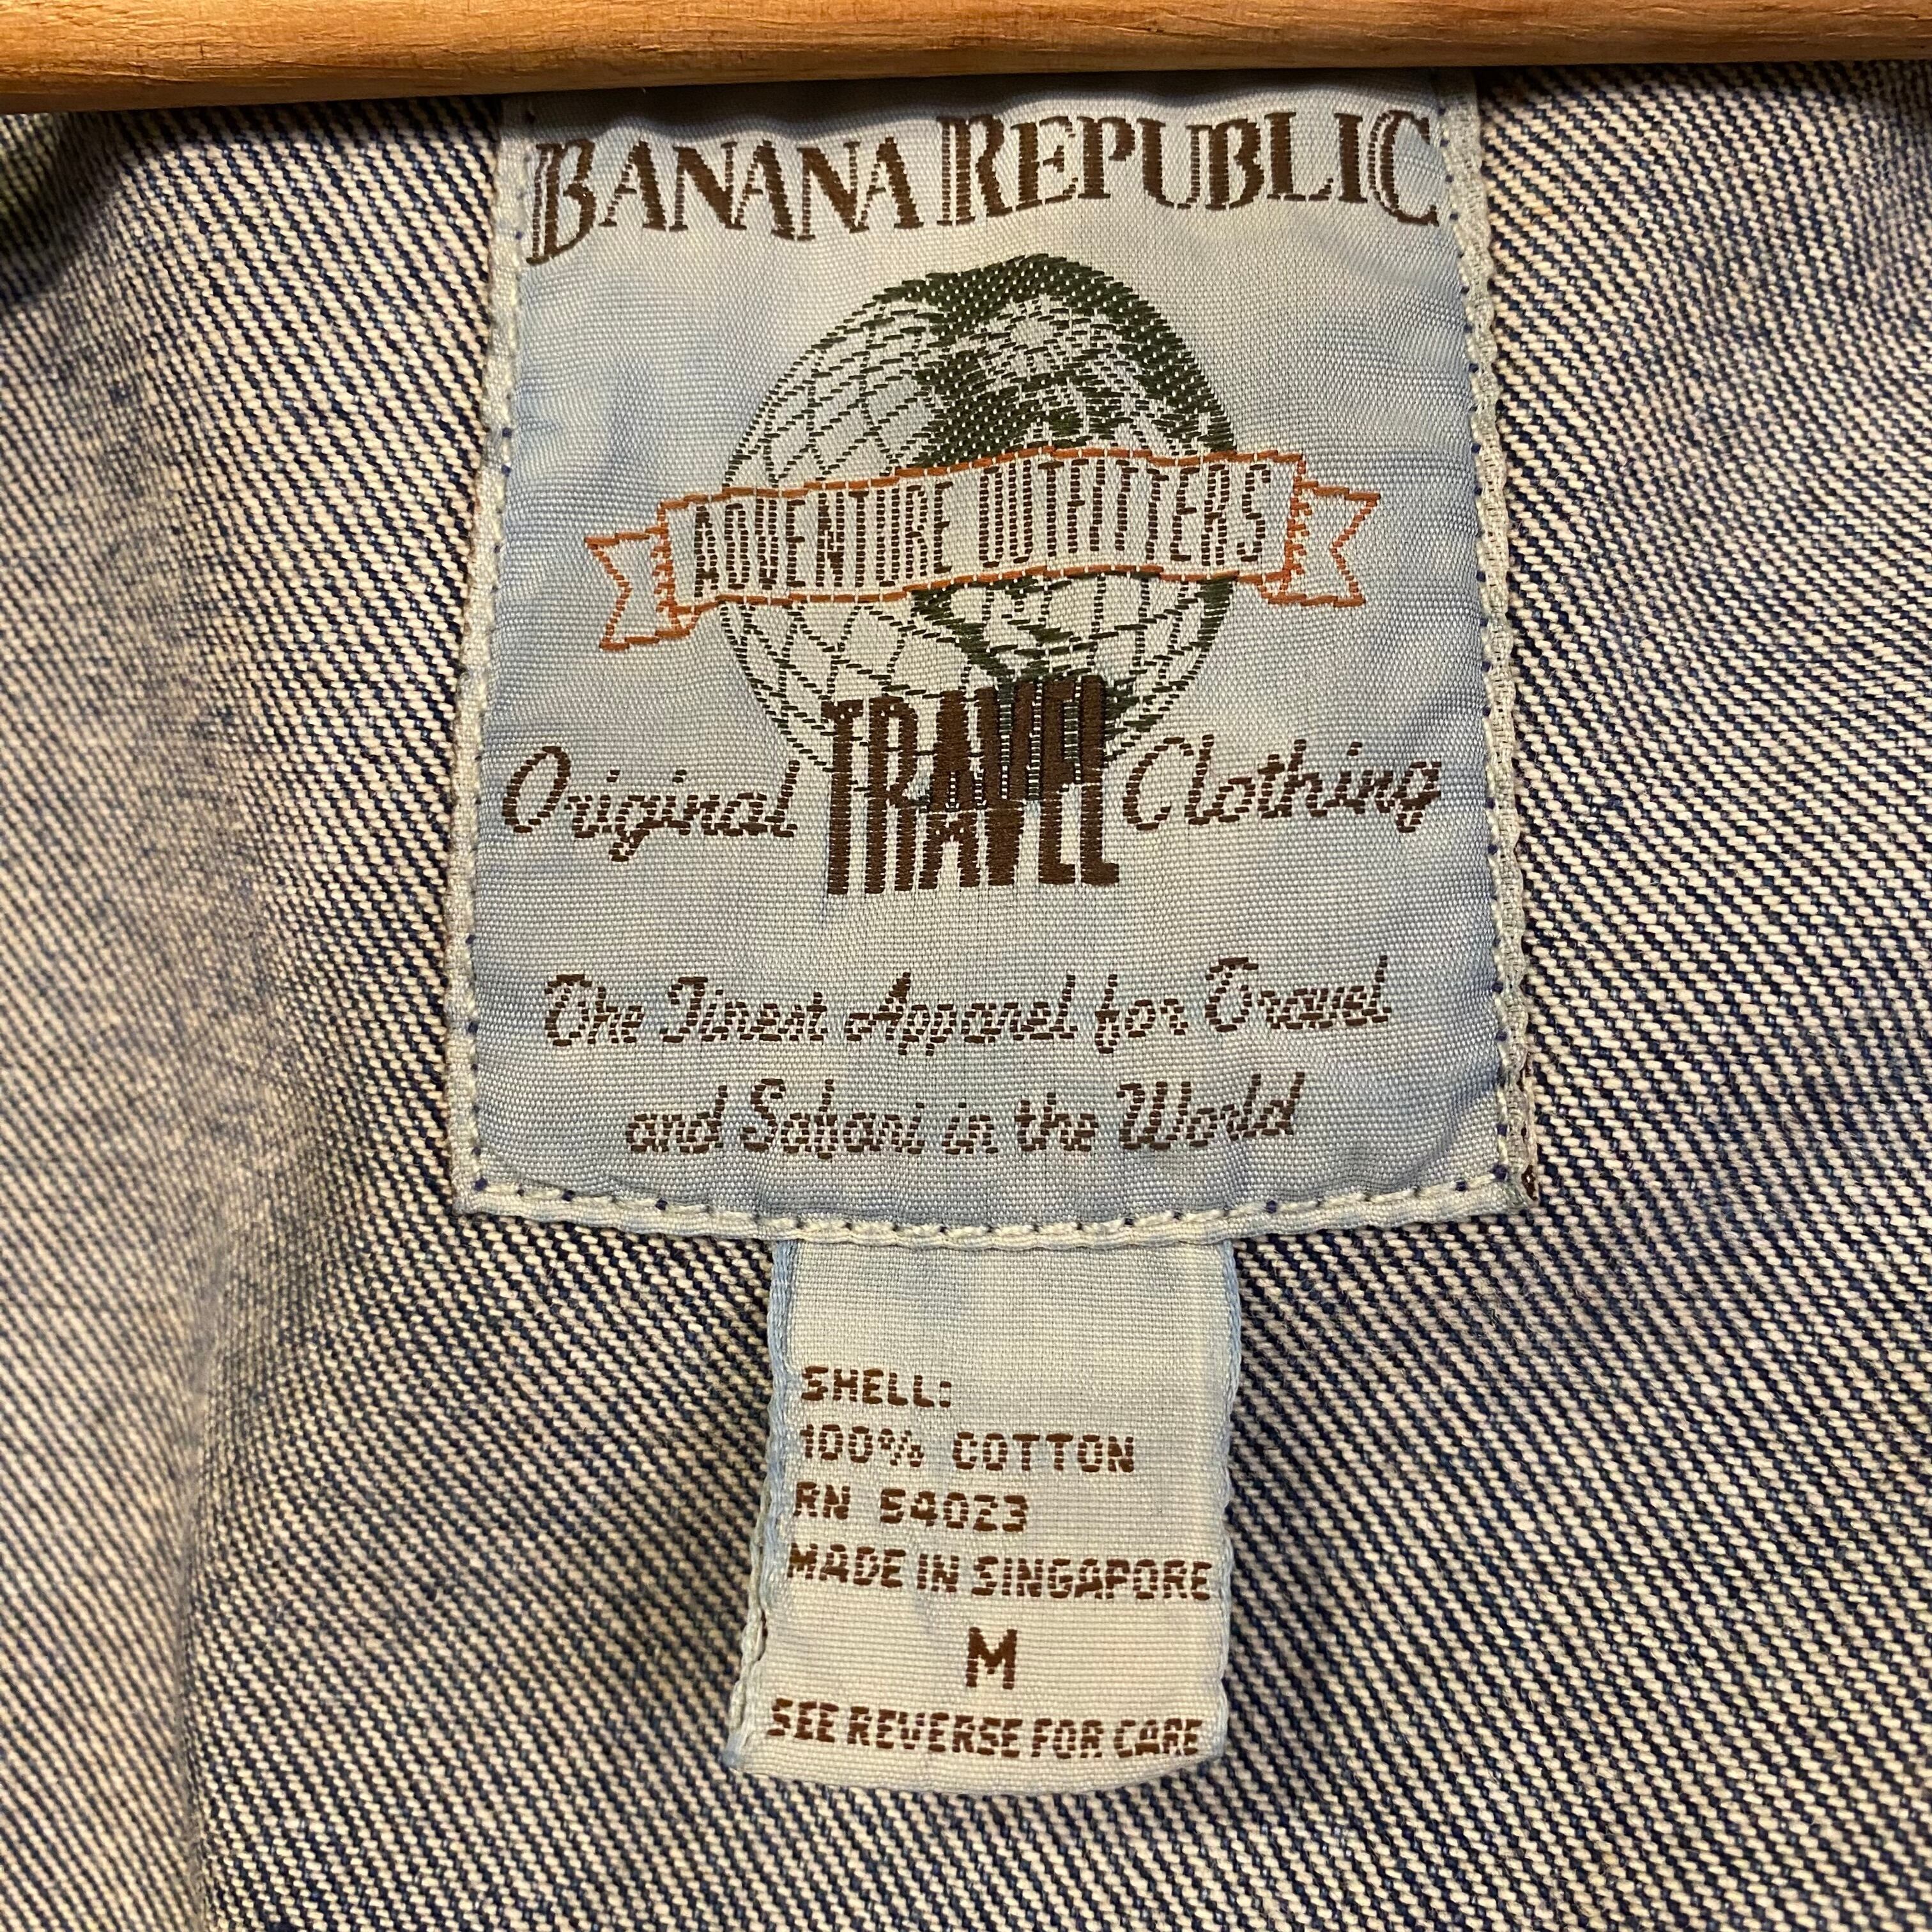 BANANA REPUBLIC
ADVENTURE OUTFITTERS
Original TRAVEL Clothing
The Finest Apparel for Travel
and Safari in the World
SHELL:
100% COTTON
RN 54023
MADE IN SINGAPORE
M
SEE REVERSE FOR CARE